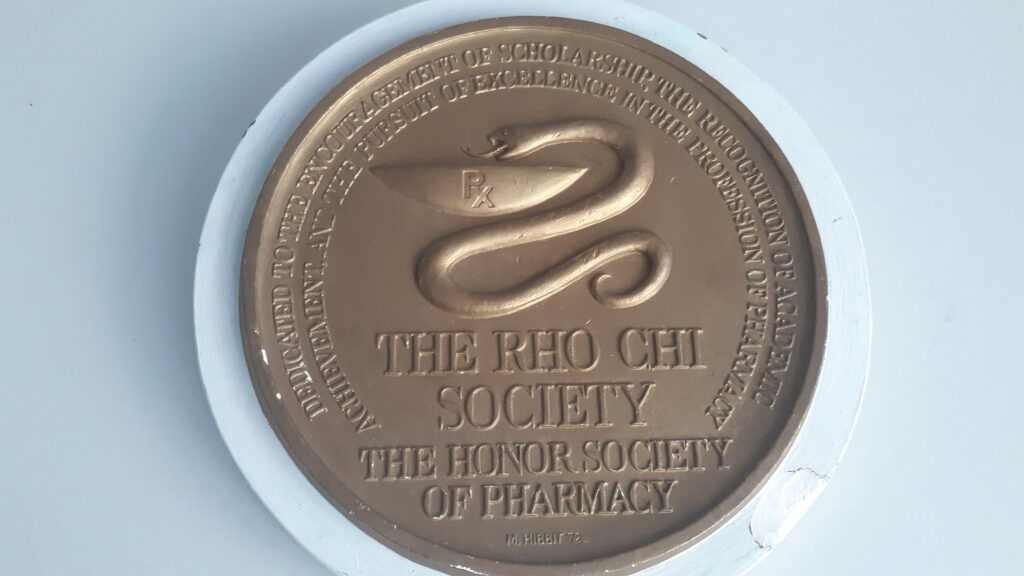 DEDICATED TO THE ENCOURAGEMENT OF SCHOLARSHIP, THE RECOGNITION OF ACADEMIC
ACHIEVEMENT AND THE PURSUIT OF EXCELLENCE IN THE PROFESSION OF PHARMACY
Rx
THE RHO CHI
SOCIETY
THE HONOR SOCIETY
OF PHARMACY
M. HIBBIT '72